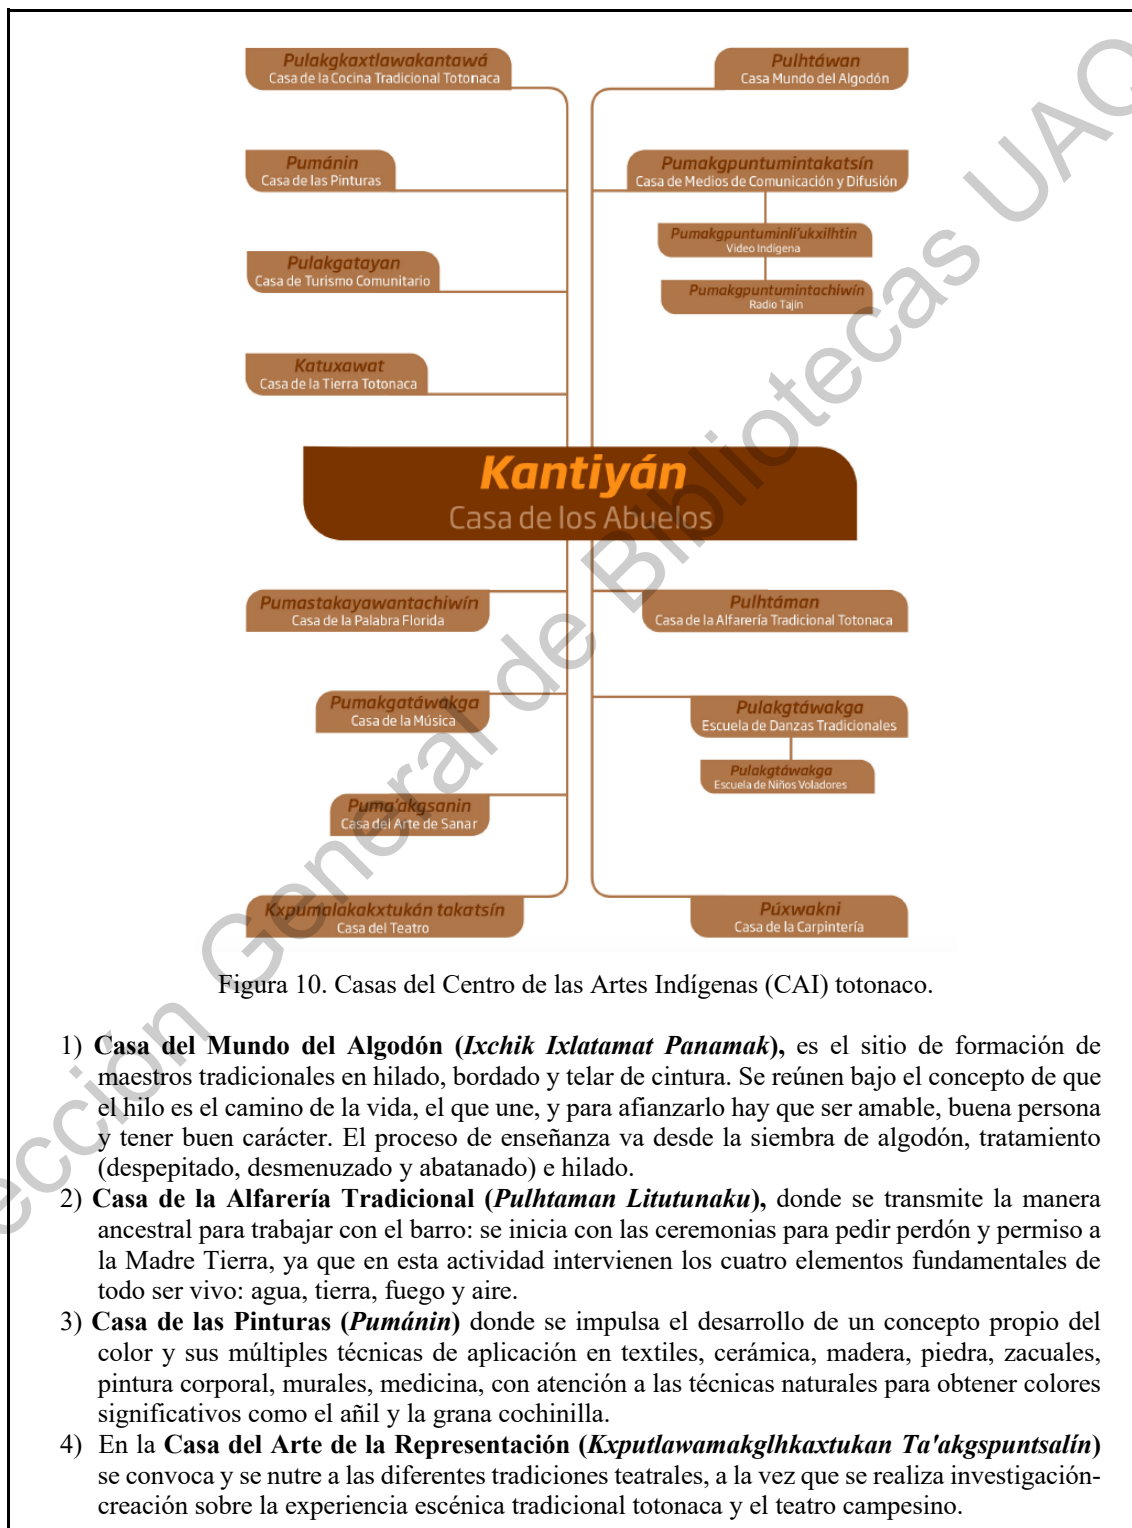 Pulakgkaxtlawakantawá
Casa de la Cocina Tradicional Totonaca
Pulhtáwan
Casa Mundo del Algodón
Pumánin
Casa de las Pinturas
Pumakgpuntumintakatsín
Casa de Medios de Comunicación y Difusión
Pumakgpuntuminli'ukxilhtin
Video Indígena
Pulakgatayan
Casa de Turismo Comunitario
Pumakgpuntumintachiwín
Radio Tajín
Katuxawat
Casa de la Tierra Totonaca
Kantiyán
Casa de los Abuelos
Pumastakayawantachiwín
Casa de la Palabra Florida
Pulhtáman
Casa de la Alfarería Tradicional Totonaca
Pumakgatáwakga
Casa de la Música
Pulakgtáwakga
Escuela de Danzas Tradicionales
Pulakgtáwakga
Escuela de Niños Voladores
Puma'akgsanin
Casa del Arte de Sanar
Kxpumalakakxtukán takatsín
Casa del Teatro
Púxwakni
Casa de la Carpintería
Figura 10. Casas del Centro de las Artes Indígenas (CAI) totonaco.
1) Casa del Mundo del Algodón (Ixchik Ixlatamat Panamak), es el sitio de formación de
maestros tradicionales en hilado, bordado y telar de cintura. Se reúnen bajo el concepto de que
el hilo es el camino de la vida, el que une, y para afianzarlo hay que ser amable, buena persona
y tener buen carácter. El proceso de enseñanza va desde la siembra de algodón, tratamiento
(despepitado, desmenuzado y abatanado) e hilado.
2) Casa de la Alfarería Tradicional (Pulhtaman Litutunaku), donde se transmite la manera
ancestral para trabajar con el barro: se inicia con las ceremonias para pedir perdón y permiso a
la Madre Tierra, ya que en esta actividad intervienen los cuatro elementos fundamentales de
todo ser vivo: agua, tierra, fuego y aire.
3) Casa de las Pinturas (Pumánin) donde se impulsa el desarrollo de un concepto propio del
color y sus múltiples técnicas de aplicación en textiles, cerámica, madera, piedra, zacuales,
pintura corporal, murales, medicina, con atención a las técnicas naturales para obtener colores
significativos como el añil y la grana cochinilla.
4) En la Casa del Arte de la Representación (Kxputlawamakglhkaxtukan Ta'akgspuntsalín)
se convoca y se nutre a las diferentes tradiciones teatrales, a la vez que se realiza investigación-
creación sobre la experiencia escénica tradicional totonaca y el teatro campesino.
ección General de Bibliotecas UAQ